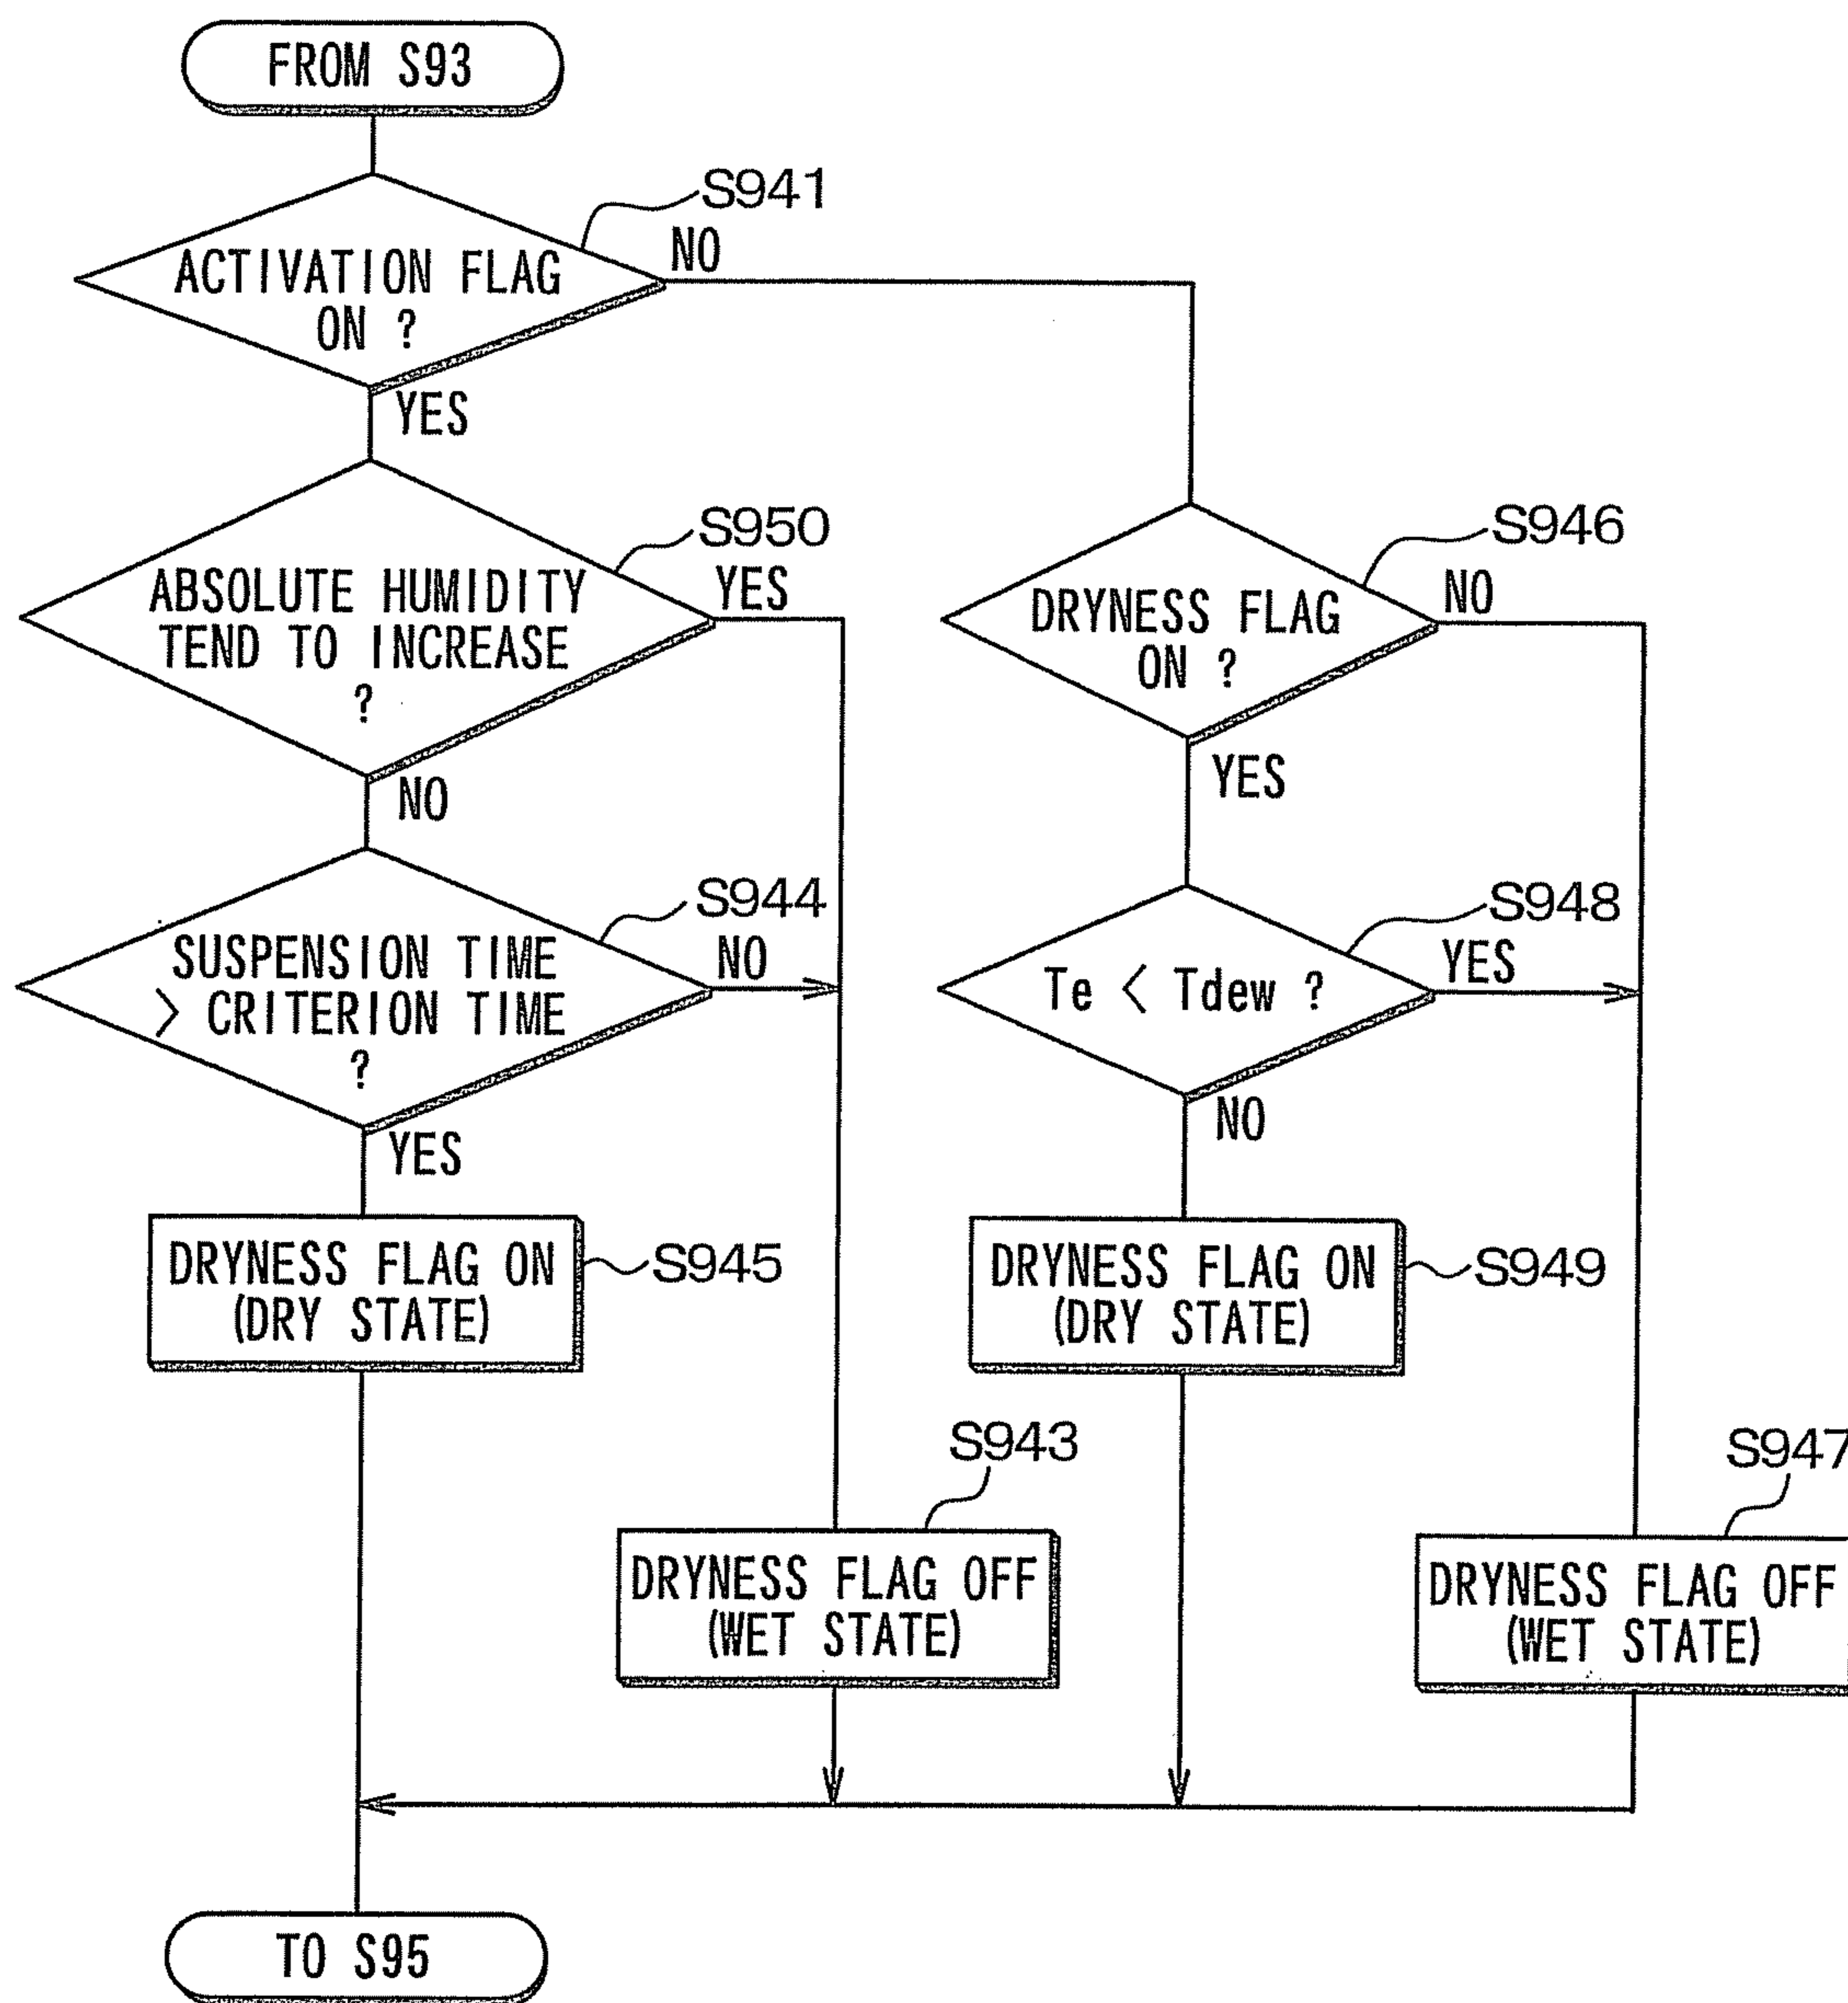 FROM S93
S941
ACTIVATION FLAG
ON ?
NO
YES
S950
ABSOLUTE HUMIDITY
TEND TO INCREASE
?
YES
NO
S946
DRYNESS FLAG
ON ?
NO
YES
S944
SUSPENSION TIME
> CRITERION TIME
?
NO
YES
S948
Te < Tdew ?
YES
NO
DRYNESS FLAG ON
(DRY STATE)
S945
DRYNESS FLAG ON
(DRY STATE)
S949
S943
DRYNESS FLAG OFF
(WET STATE)
S947
DRYNESS FLAG OFF
(WET STATE)
TO S95